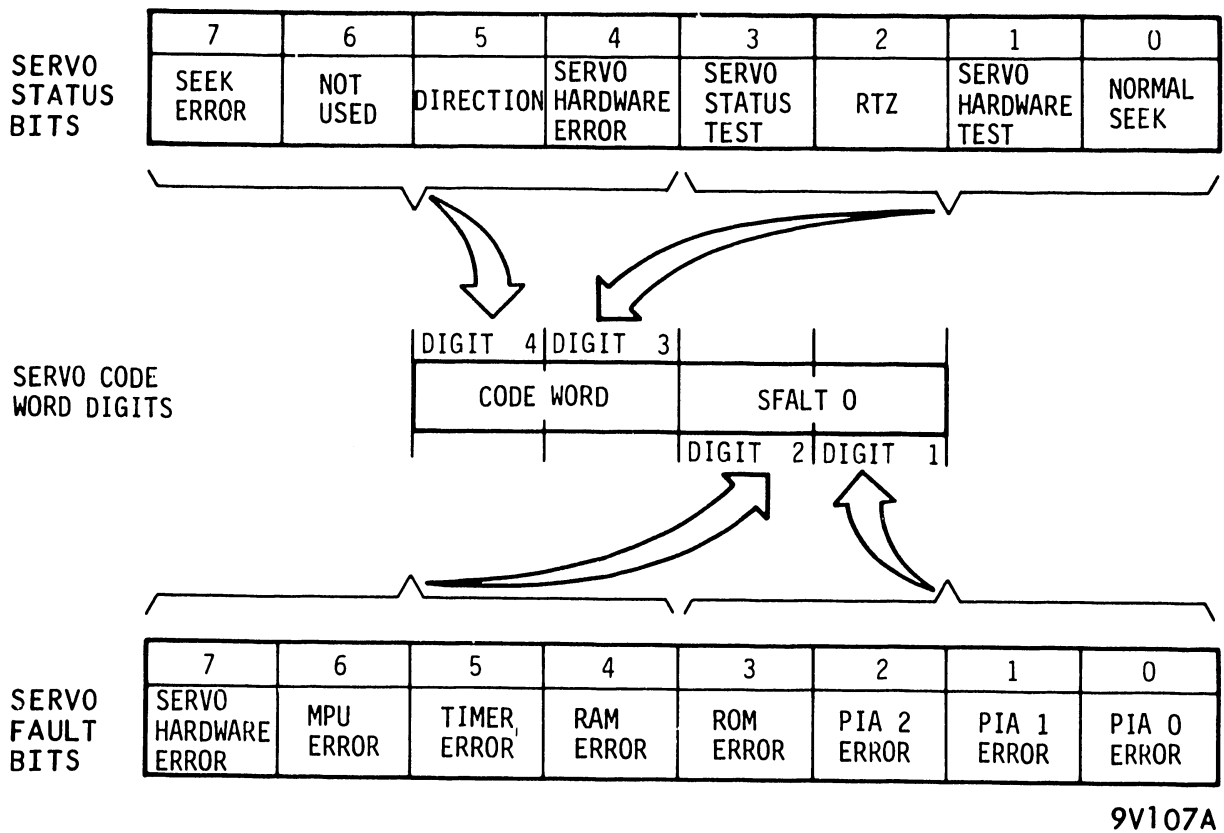 7 6 5 4 3 2 1 0
SERVO
STATUS
BITS
SEEK
ERROR
NOT
USED
DIRECTION
SERVO
HARDWARE
ERROR
SERVO
STATUS
TEST
RTZ
SERVO
HARDWARE
TEST
NORMAL
SEEK
DIGIT 4 DIGIT 3
SERVO CODE
WORD DIGITS
CODE WORD
SFALT 0
DIGIT 2 DIGIT 1
7 6 5 4 3 2 1 0
SERVO
FAULT
BITS
SERVO
HARDWARE
ERROR
MPU
ERROR
TIMER
ERROR
RAM
ERROR
ROM
ERROR
PIA 2
ERROR
PIA 1
ERROR
PIA 0
ERROR
9V107A